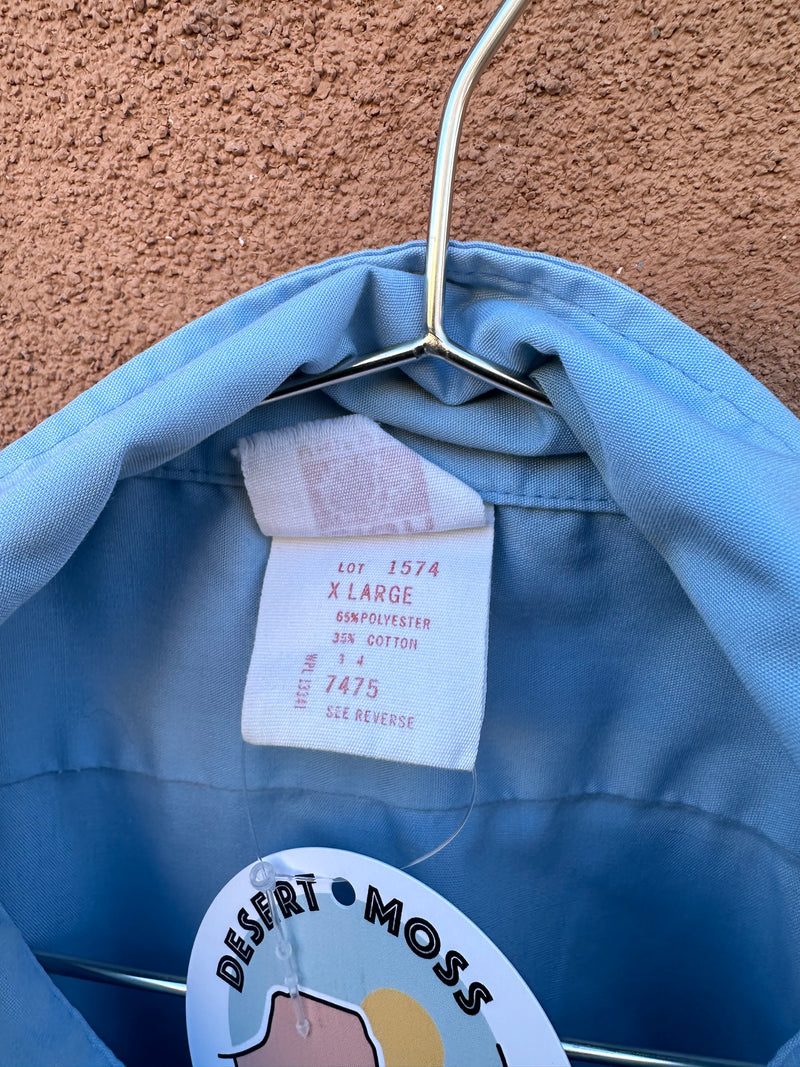 LOT 1574
X LARGE
65% POLYESTER
35% COTTON
3 4
WPL 13341
7475
SEE REVERSE
DESERT MOSS